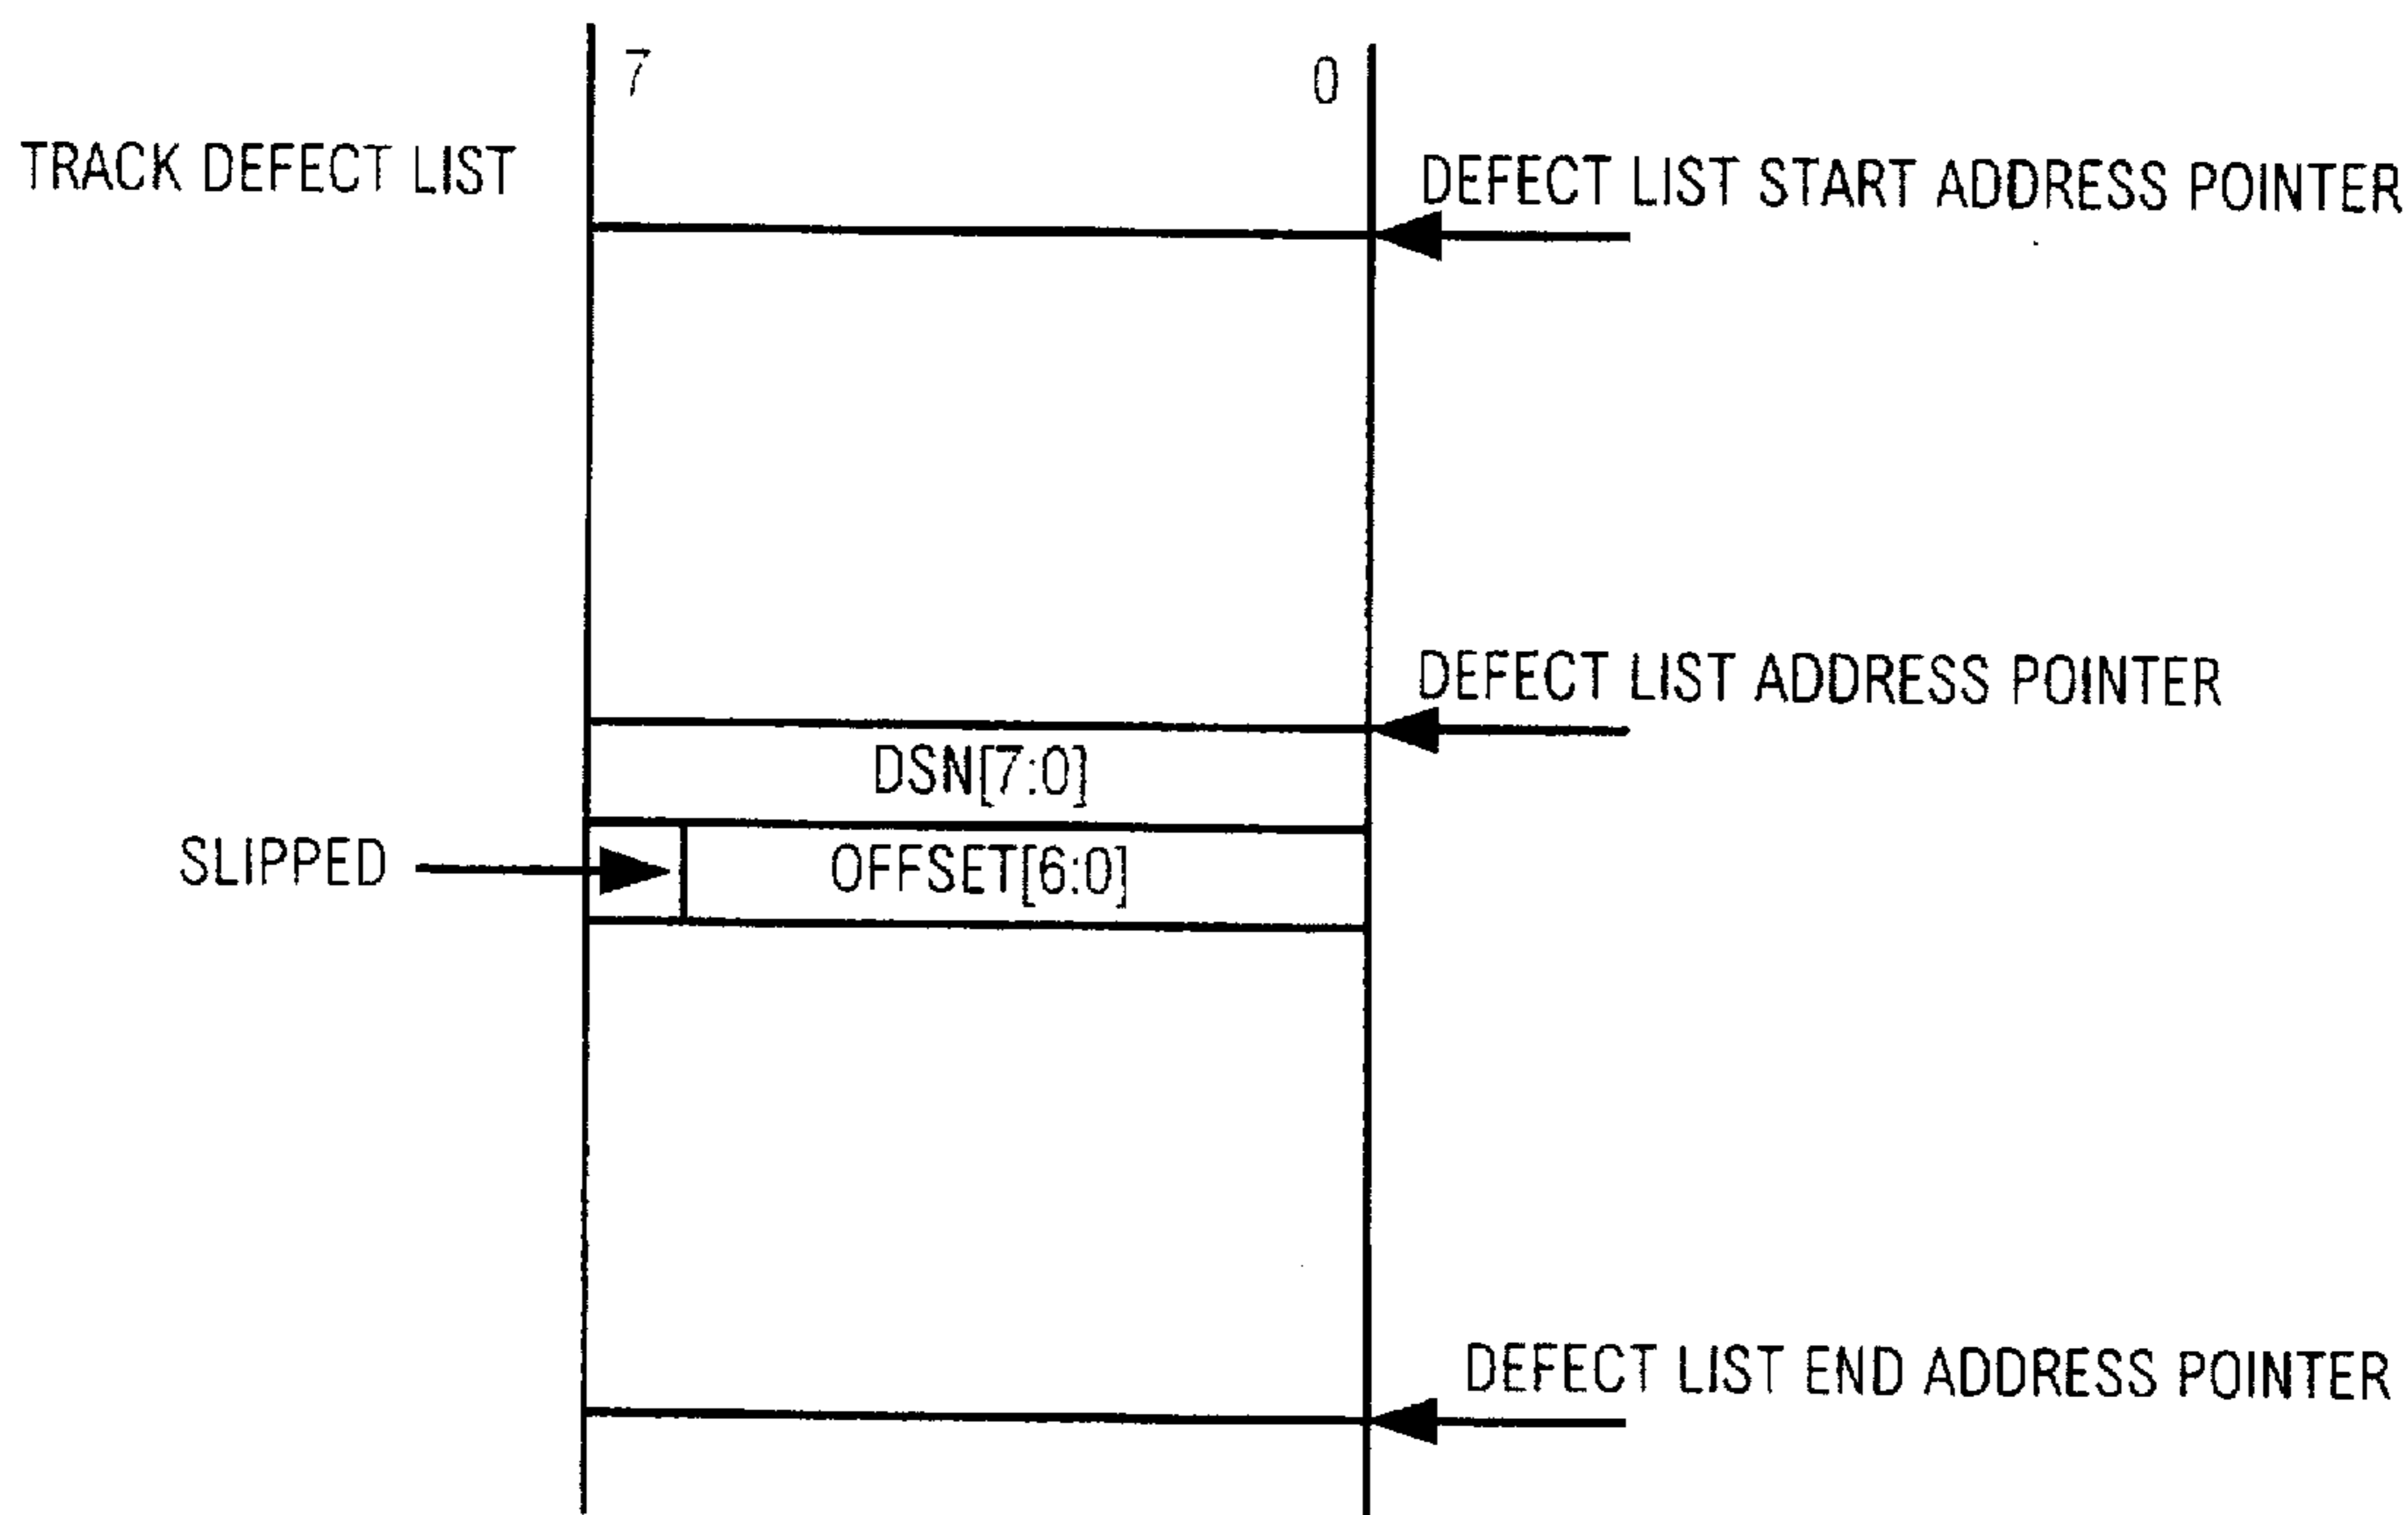 7
0
TRACK DEFECT LIST
DEFECT LIST START ADDRESS POINTER
DEFECT LIST ADDRESS POINTER
DSN[7:0]
SLIPPED
OFFSET[6:0]
DEFECT LIST END ADDRESS POINTER